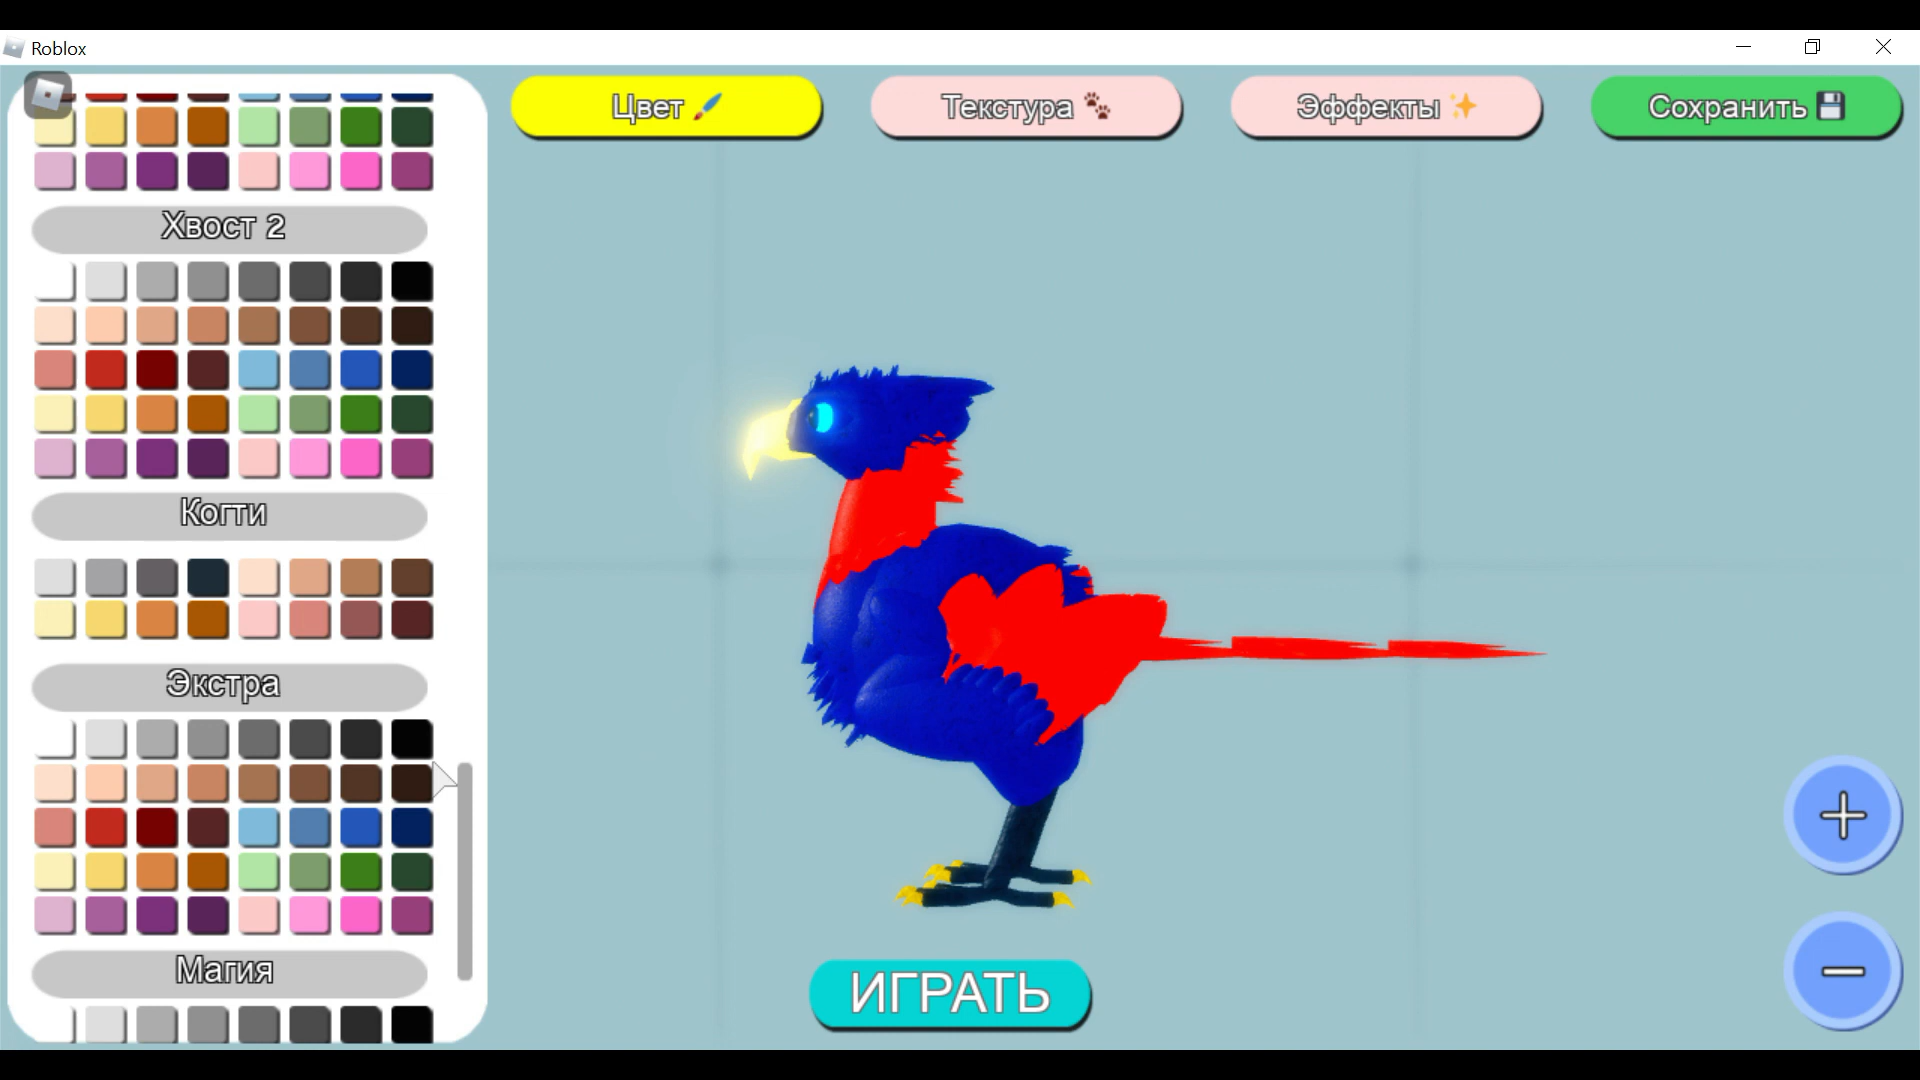 Roblox
Цвет
Текстура
Эффекты
Сохранить
Хвост 2
Когти
Экстра
Магия
ИГРАТЬ